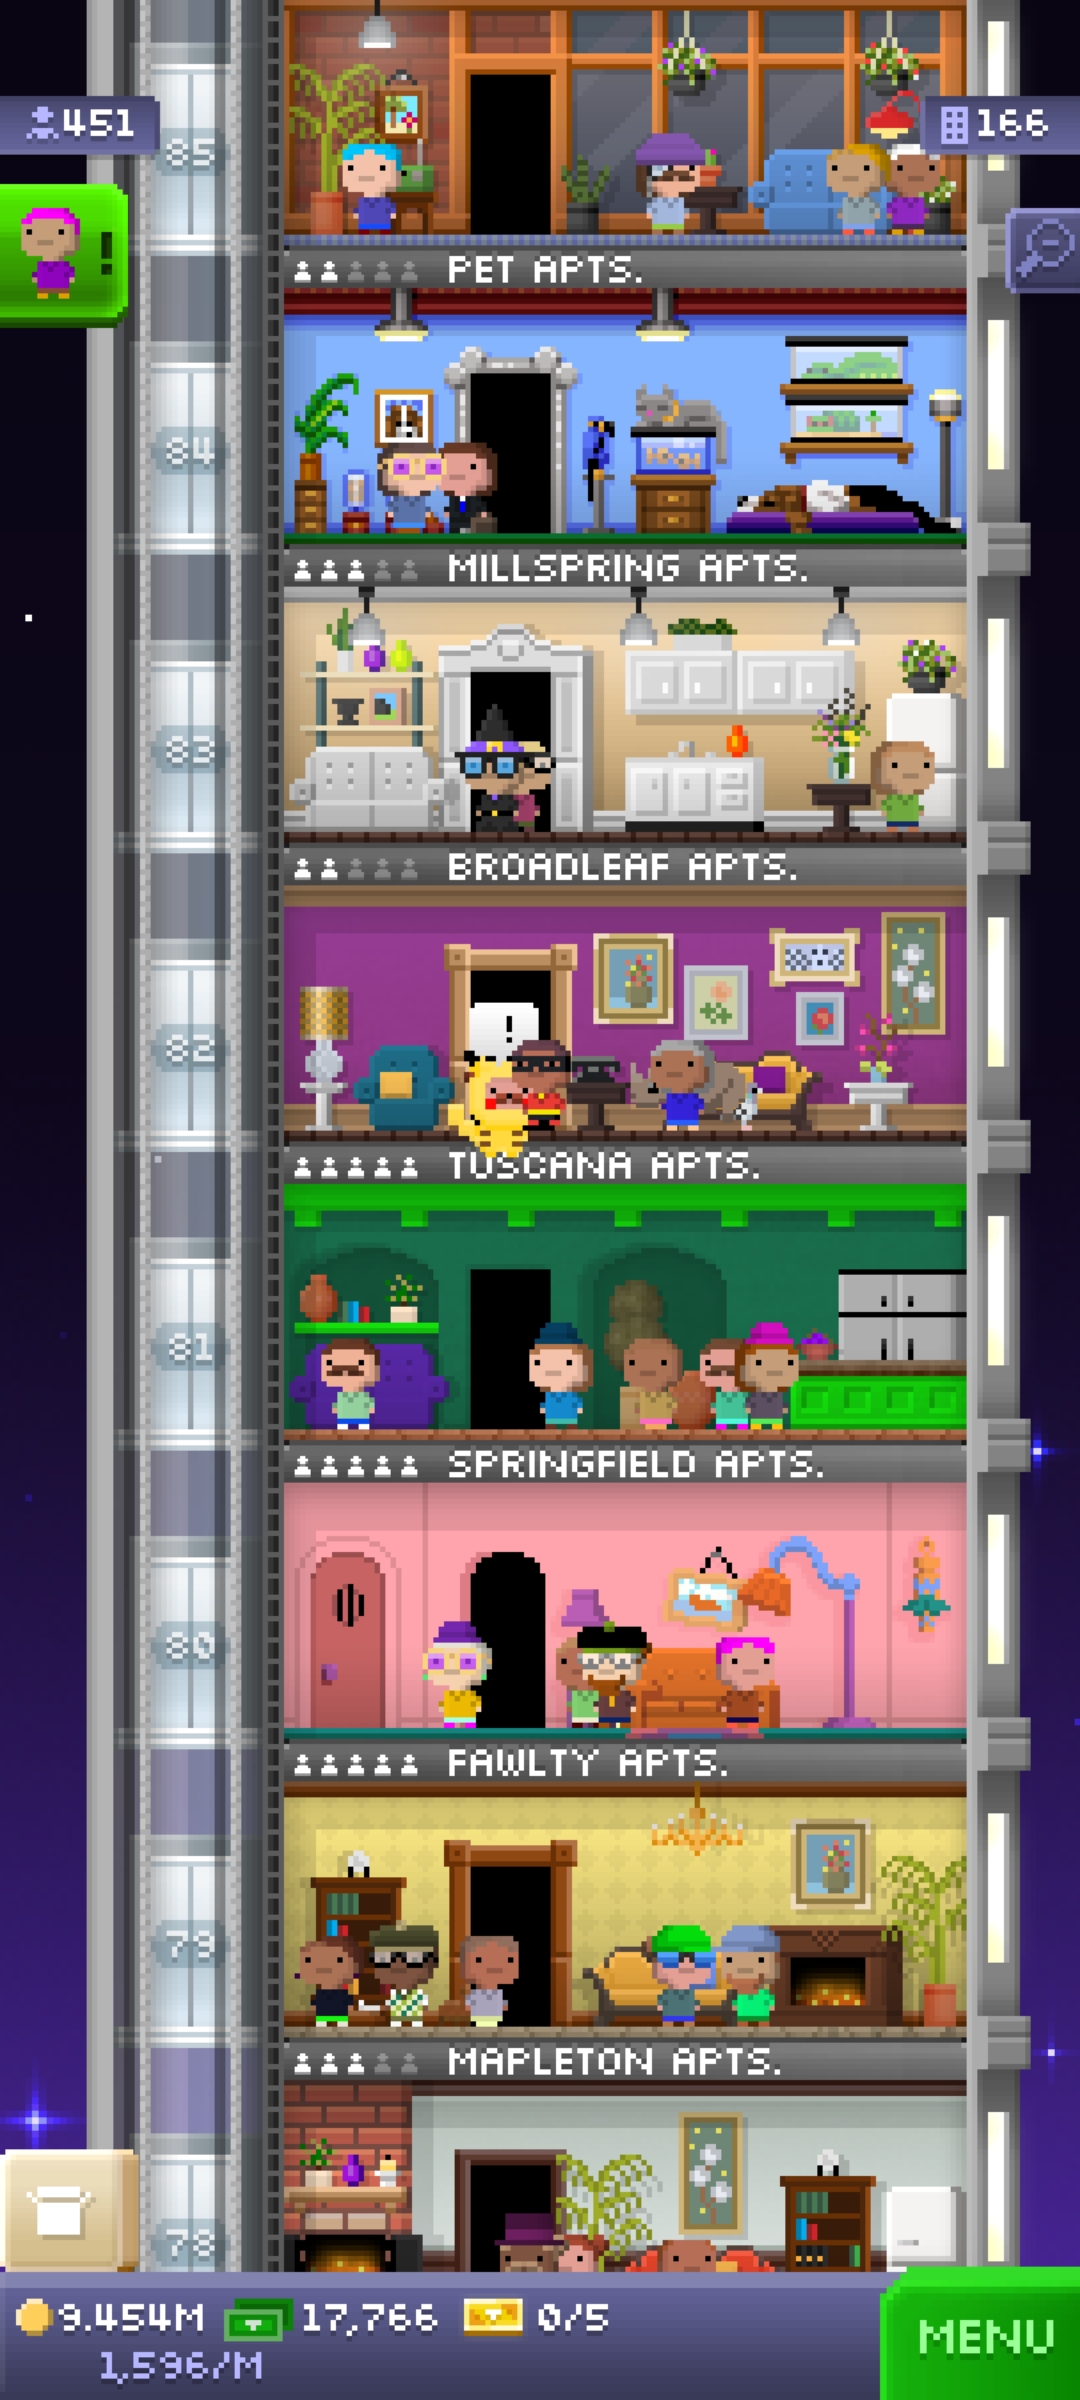 451
166
85
!
PET APTS.
84
MILLSPRING APTS.
83
BROADLEAF APTS.
82
!
TUSCANA APTS.
81
SPRINGFIELD APTS.
80
FAWLTY APTS.
79
MAPLETON APTS.
78
9.454M 17,766 0/5
1,596/M
MENU